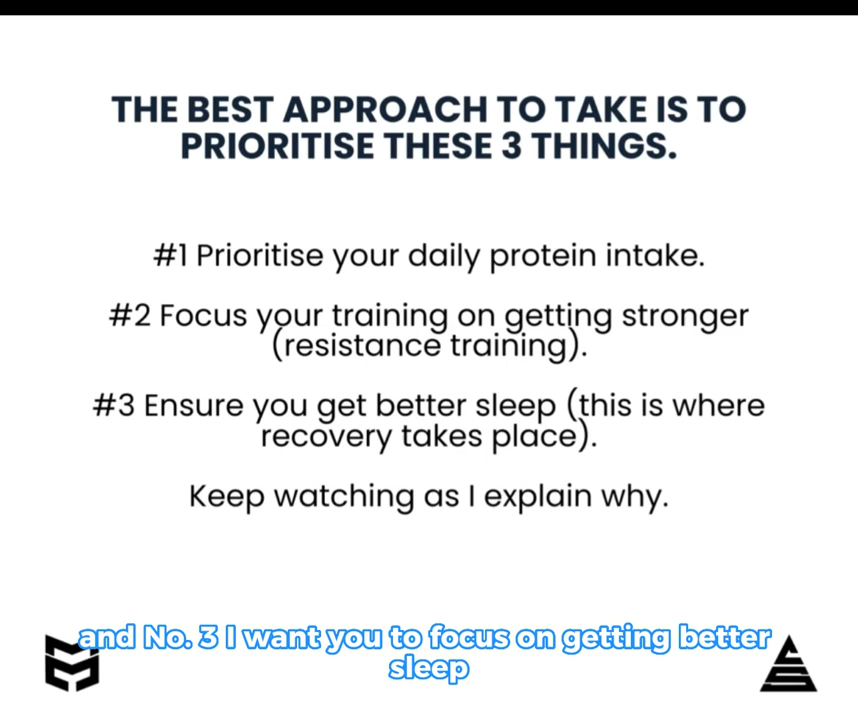 THE BEST APPROACH TO TAKE IS TO
PRIORITISE THESE 3 THINGS.
#1 Prioritise your daily protein intake.
#2 Focus your training on getting stronger
(resistance training).
#3 Ensure you get better sleep (this is where
recovery takes place).
Keep watching as I explain why.
and No. 3 I want you to focus on getting better
sleep